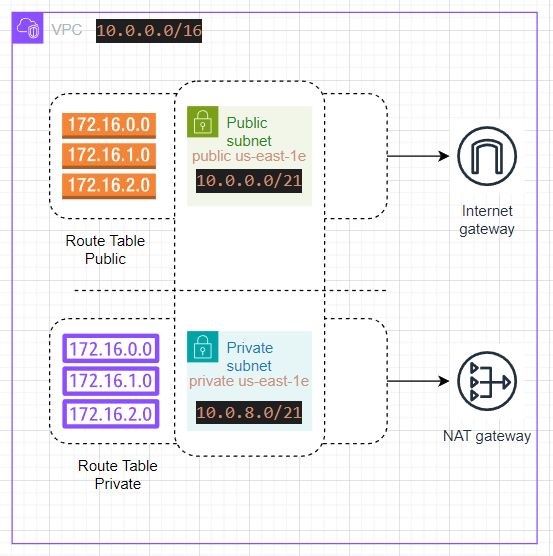 VPC 10.0.0.0/16
172.16.0.0
172.16.1.0
172.16.2.0
Route Table
Public
Public
subnet
public us-east-1e
10.0.0.0/21
Internet
gateway
172.16.0.0
172.16.1.0
172.16.2.0
Route Table
Private
Private
subnet
private us-east-1e
10.0.8.0/21
NAT gateway